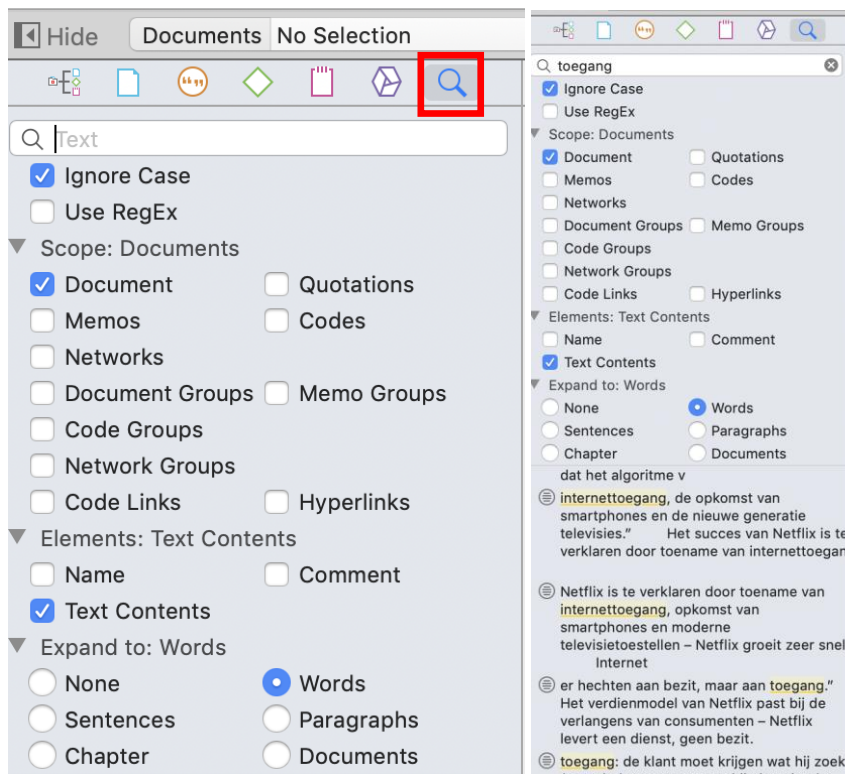 Hide Documents No Selection
Text
Ignore Case
Use RegEx
Scope: Documents
Document Quotations
Memos Codes
Networks
Document Groups Memo Groups
Code Groups
Network Groups
Code Links Hyperlinks
Elements: Text Contents
Name Comment
Text Contents
Expand to: Words
None Words
Sentences Paragraphs
Chapter Documents
toegang
Ignore Case
Use RegEx
Scope: Documents
Document Quotations
Memos Codes
Networks
Document Groups Memo Groups
Code Groups
Network Groups
Code Links Hyperlinks
Elements: Text Contents
Name Comment
Text Contents
Expand to: Words
None Words
Sentences Paragraphs
Chapter Documents
dat het algoritme v
internettoegang, de opkomst van
smartphones en de nieuwe generatie
televisies.” Het succes van Netflix is te
verklaren door toename van internettoegan
Netflix is te verklaren door toename van
internettoegang, opkomst van
smartphones en moderne
televisietoestellen – Netflix groeit zeer snel
Internet
er hechten aan bezit, maar aan toegang.”
Het verdienmodel van Netflix past bij de
verlangens van consumenten – Netflix
levert een dienst, geen bezit.
toegang: de klant moet krijgen wat hij zoek